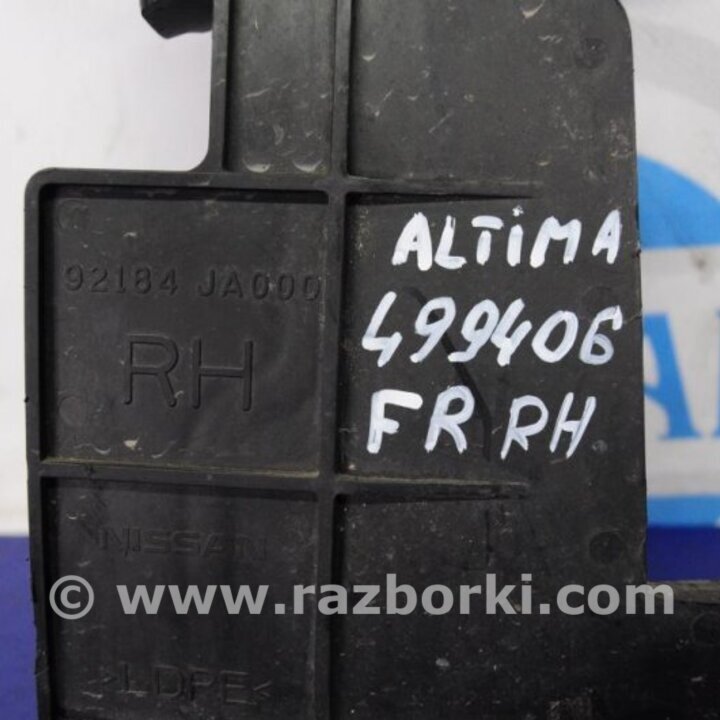 ALTIMA
92184 JA000
499406
RH
FR RH
NISSAN
© www.razborki.com
>LDPE<